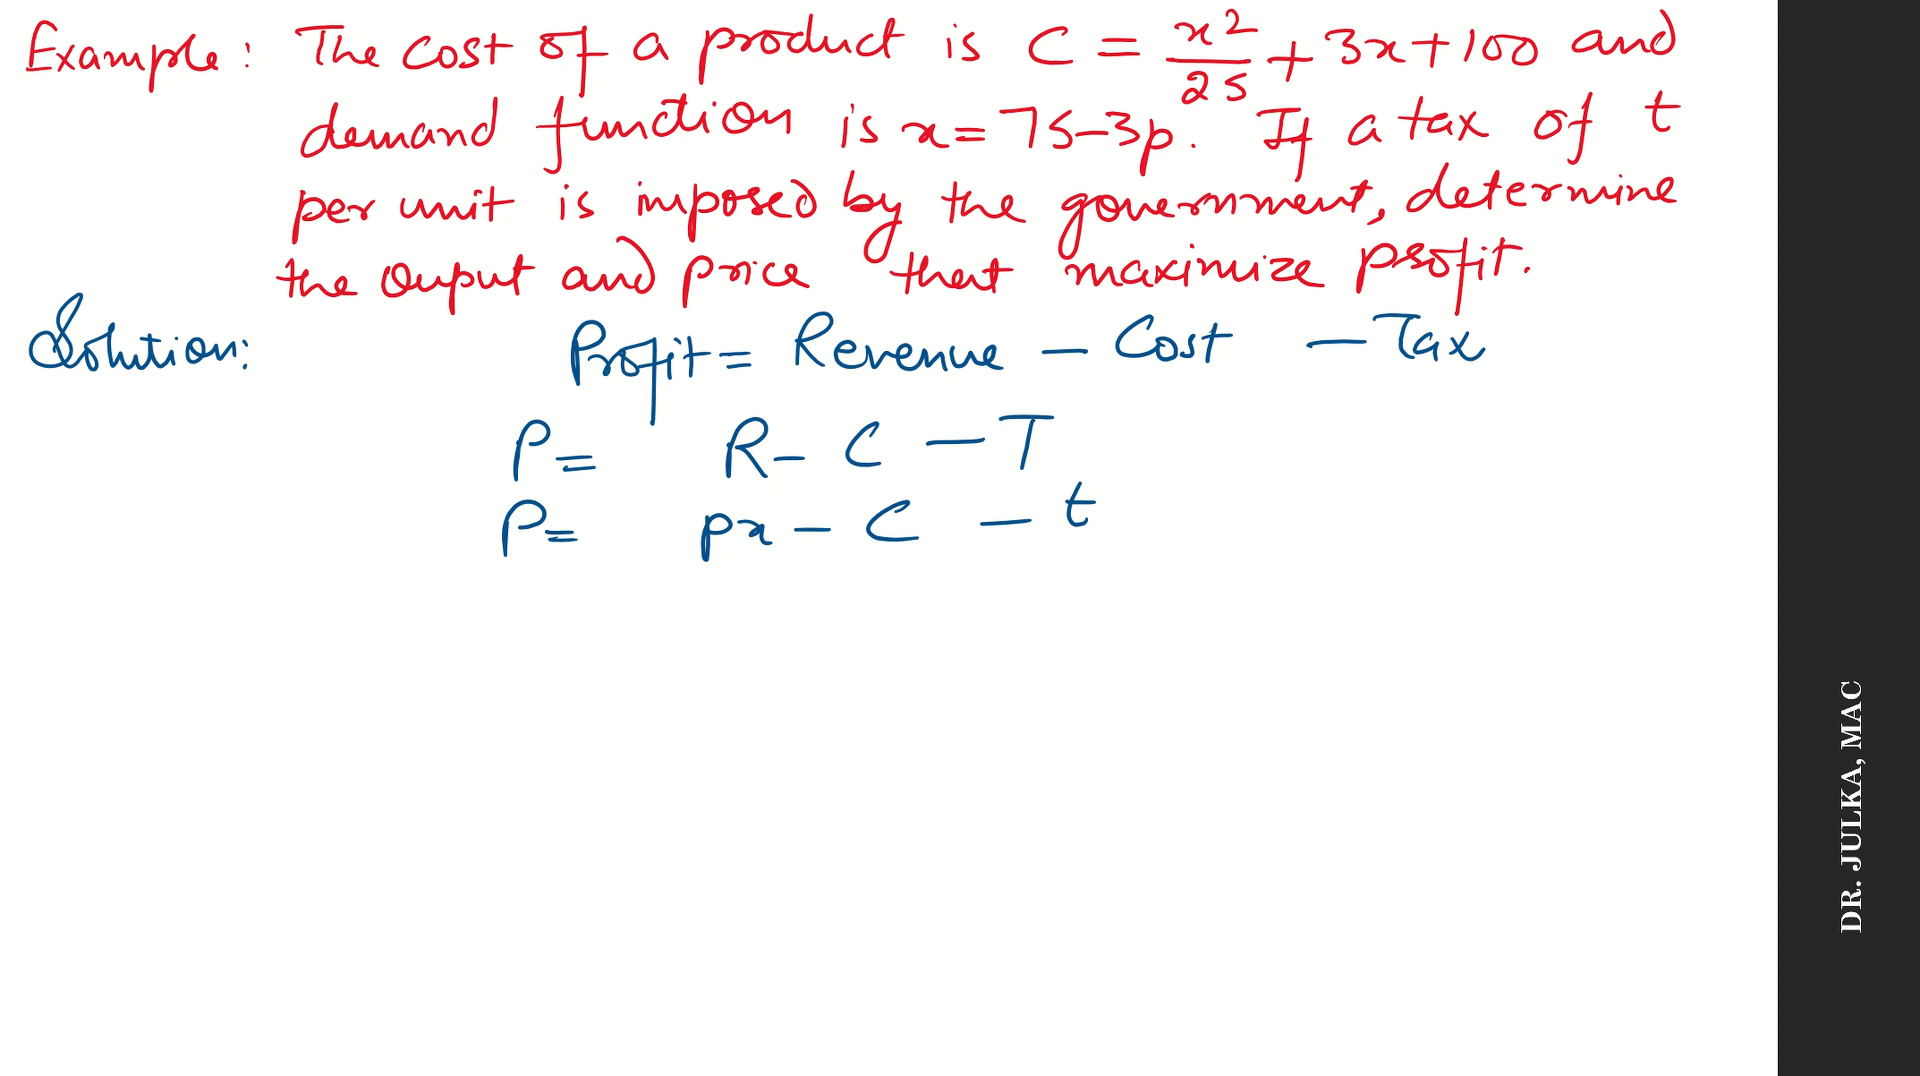 Example: The cost of a product is C = x²/25 + 3x + 100 and
demand function is x = 75 - 3p. If a tax of t
per unit is imposed by the government, determine
the Ouput and price that maximize profit.
Solution: Profit = Revenue - Cost - Tax
P = R - C - T
P = px - C - t
DR. JULKA, MAC